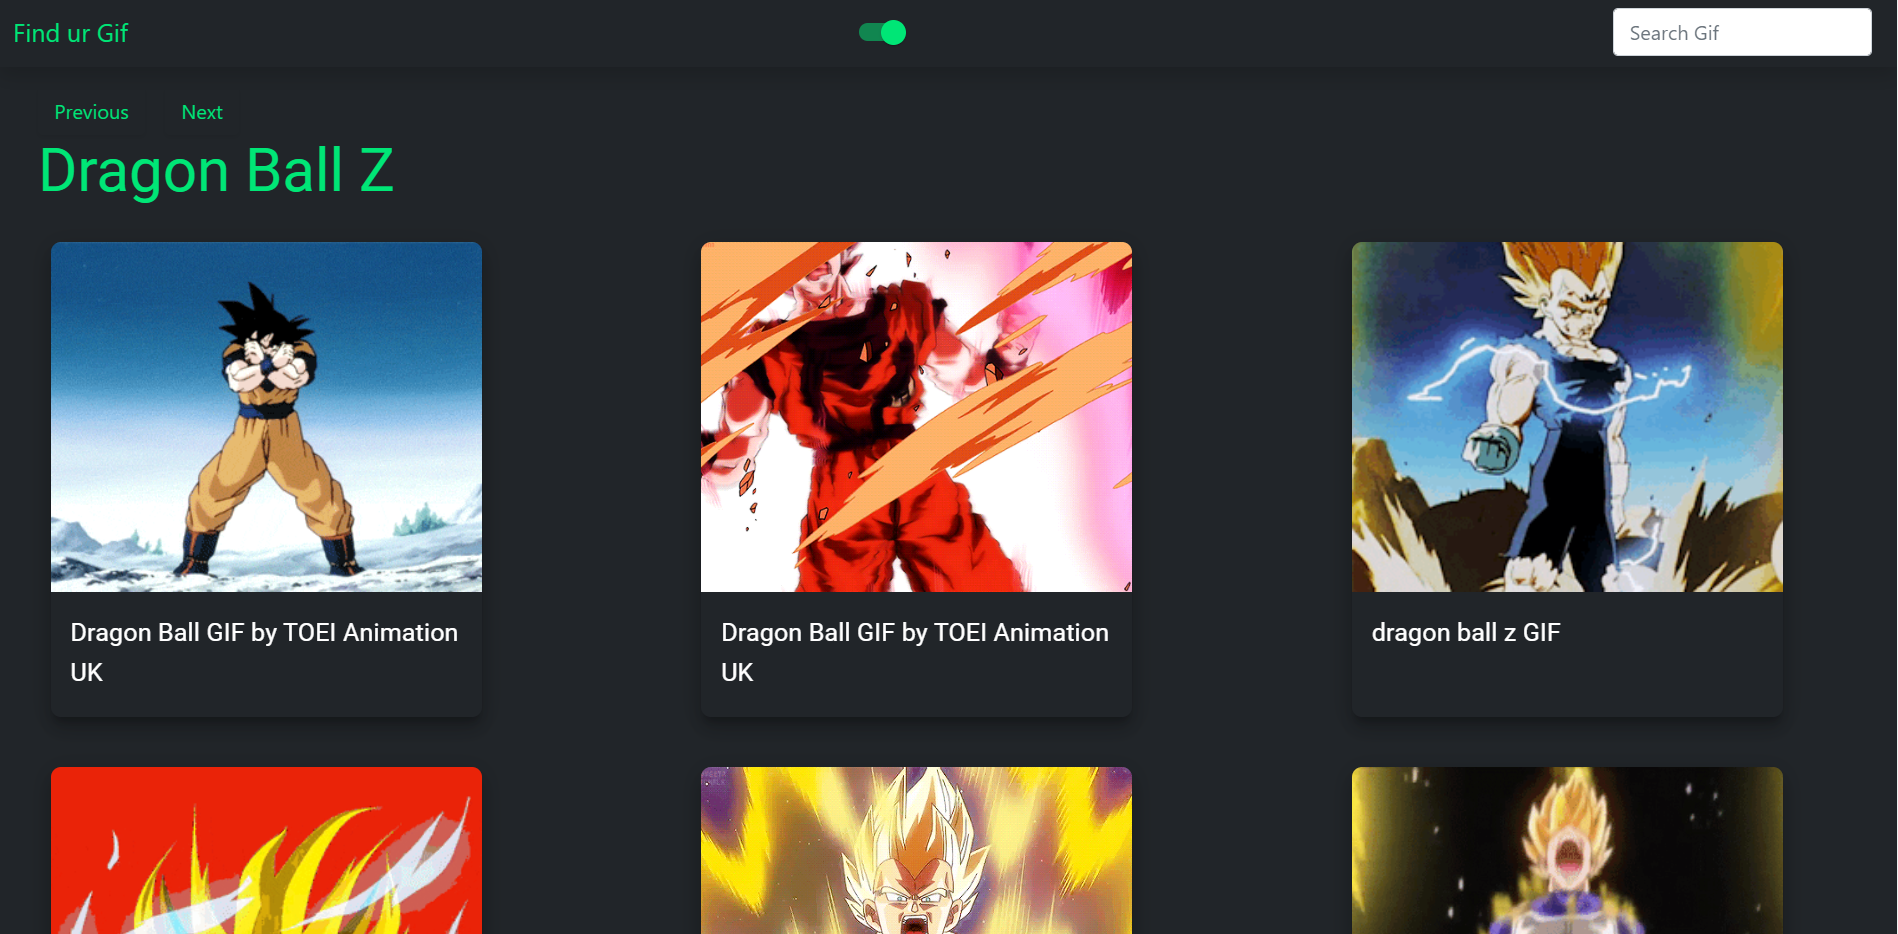 Find ur Gif
Search Gif
Previous Next
Dragon Ball Z
Dragon Ball GIF by TOEI Animation
UK
Dragon Ball GIF by TOEI Animation
UK
dragon ball z GIF